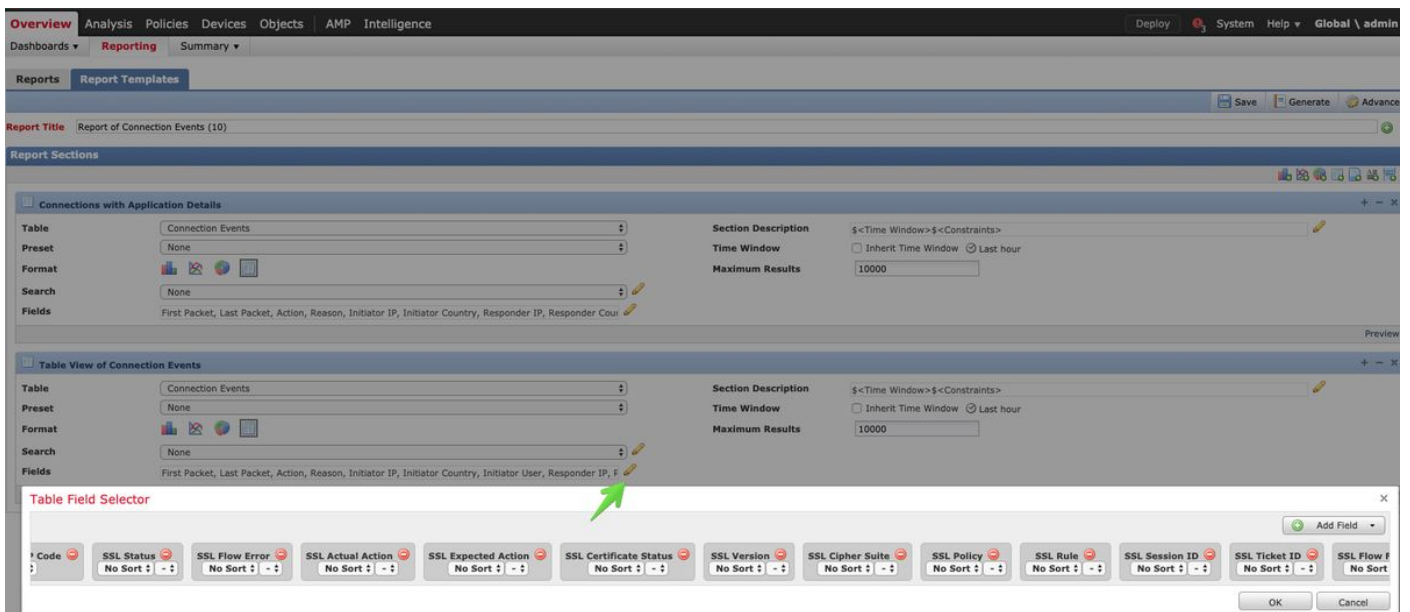 Overview Analysis Policies Devices Objects AMP Intelligence Deploy 3 System Help Global \ admin
Dashboards Reporting Summary
Reports Report Templates
Save Generate Advance
Report Title Report of Connection Events (10)
Report Sections
Connections with Application Details
Table Connection Events Section Description $<Time Window>$<Constraints>
Preset None Time Window Inherit Time Window Last hour
Format Maximum Results 10000
Search None
Fields First Packet, Last Packet, Action, Reason, Initiator IP, Initiator Country, Responder IP, Responder Cou
Preview
Table View of Connection Events
Table Connection Events Section Description $<Time Window>$<Constraints>
Preset None Time Window Inherit Time Window Last hour
Format Maximum Results 10000
Search None
Fields First Packet, Last Packet, Action, Reason, Initiator IP, Initiator Country, Initiator User, Responder IP,
Table Field Selector
Add Field
P Code SSL Status SSL Flow Error SSL Actual Action SSL Expected Action SSL Certificate Status SSL Version SSL Cipher Suite SSL Policy SSL Rule SSL Session ID SSL Ticket ID SSL Flow
No Sort - No Sort - No Sort - No Sort - No Sort - No Sort - No Sort - No Sort - No Sort - No Sort - No Sort - No Sort
OK Cancel